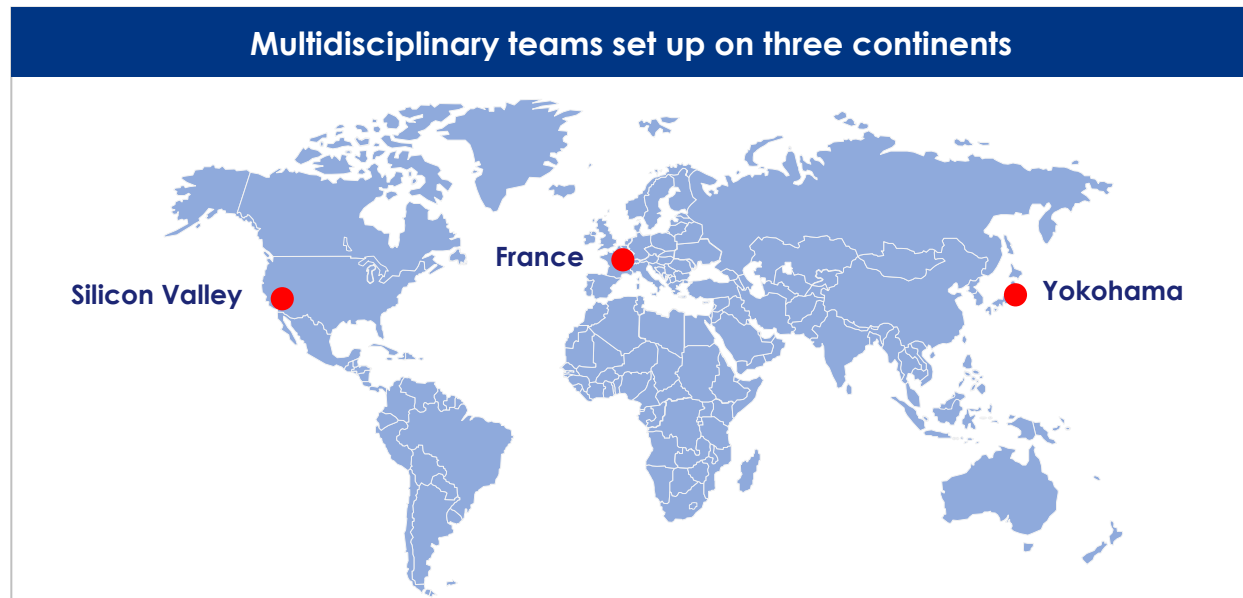 Multidisciplinary teams set up on three continents
France
Silicon Valley
Yokohama